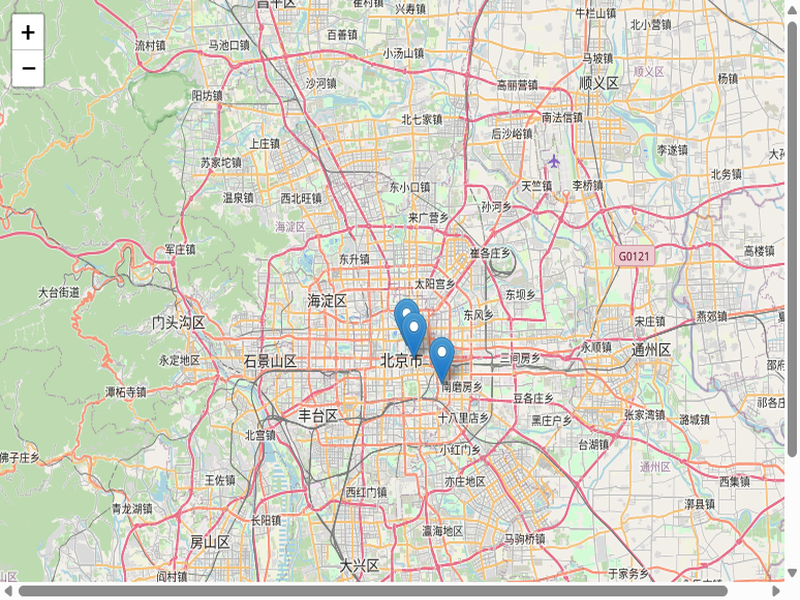 昌平区
崔村镇
兴寿镇
牛栏山镇
北小营镇
百善镇
流村镇
马池口镇
小汤山镇
马坡镇
顺义区
杨镇
沙河镇
高丽营镇
顺义区
阳坊镇
北七家镇
南法信镇
后沙峪镇
上庄镇
李遂镇
苏家坨镇
北务镇
东小口镇
天竺镇
李桥镇
温泉镇
西北旺镇
孙河乡
来广营乡
海淀区
军庄镇
东升镇
崔各庄乡
G0121
高楼镇
太阳宫乡
大台街道
海淀区
东坝乡
门头沟区
东风乡
宋庄镇
燕郊镇
永定地区
石景山区
北京市
三间房乡
永顺镇
通州区
潭柘寺镇
南磨房乡
豆各庄乡
丰台区
十八里店乡
黑庄户乡
张家湾镇
潞城镇
北宫镇
台湖镇
佛子庄乡
小红门乡
通州区
王佐镇
亦庄地区
西集镇
西红门镇
青龙湖镇
长阳镇
漷县镇
瀛海地区
房山区
马驹桥镇
大兴区
于家务乡
阎村镇
+
−